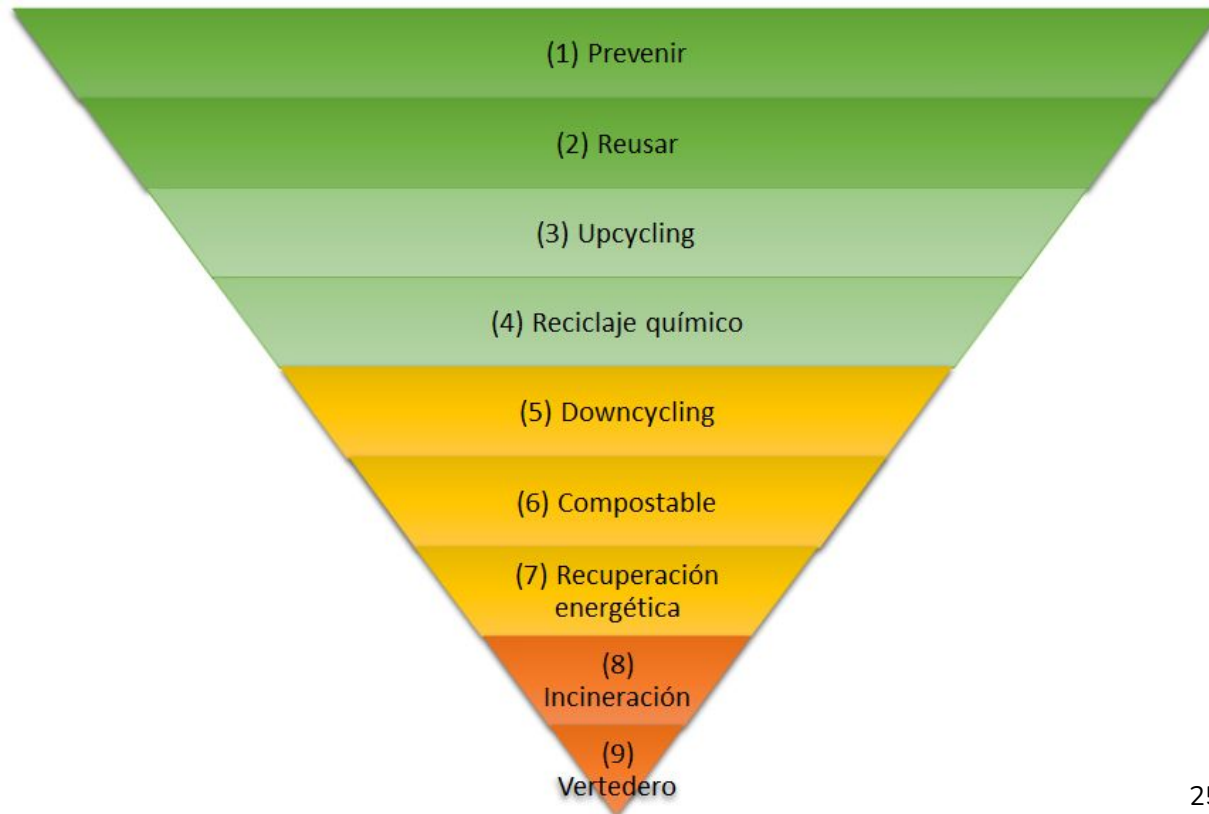 (1) Prevenir
(2) Reusar
(3) Upcycling
(4) Reciclaje químico
(5) Downcycling
(6) Compostable
(7) Recuperación
energética
(8)
Incineración
(9)
Vertedero
25